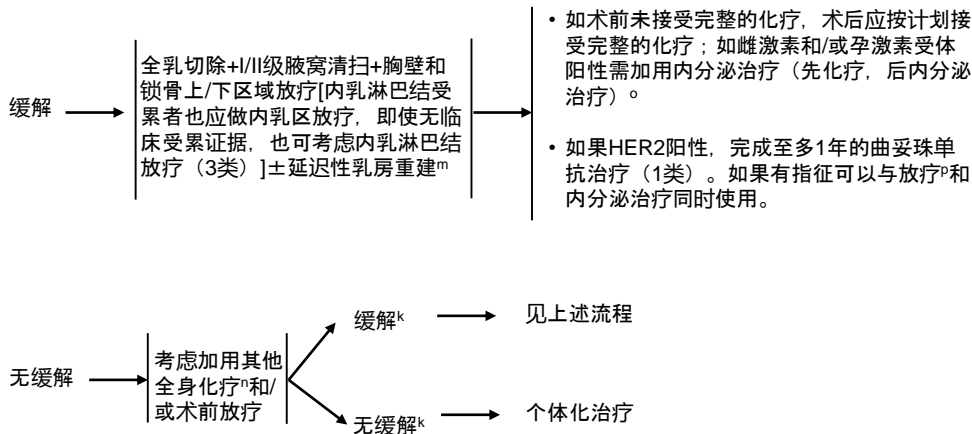 缓解
全乳切除+I/II级腋窝清扫+胸壁和
锁骨上/下区域放疗[内乳淋巴结受
累者也应做内乳区放疗，即使无临
床受累证据，也可考虑内乳淋巴结
放疗（3类）]±延迟性乳房重建ᵐ
• 如术前未接受完整的化疗，术后应按计划接
受完整的化疗；如雌激素和/或孕激素受体
阳性需加用内分泌治疗（先化疗，后内分泌
治疗）。
• 如果HER2阳性，完成至多1年的曲妥珠单
抗治疗（1类）。如果有指征可以与放疗ᵖ和
内分泌治疗同时使用。
无缓解
考虑加用其他
全身化疗ⁿ和/
或术前放疗
缓解ᵏ
见上述流程
无缓解ᵏ
个体化治疗